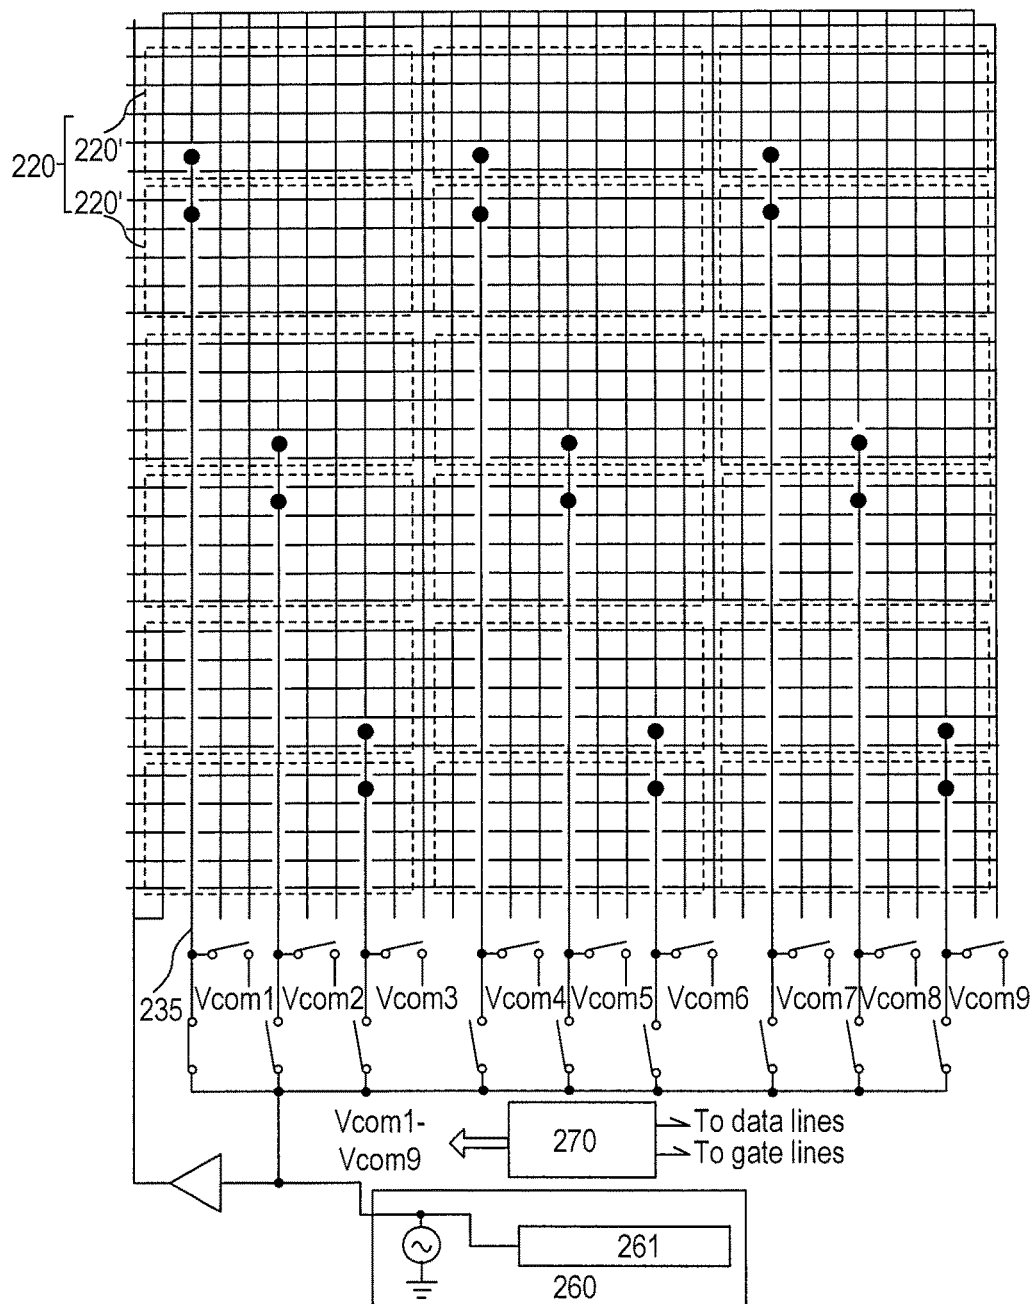 220
220'
220'
235
Vcom1 Vcom2 Vcom3 Vcom4 Vcom5 Vcom6 Vcom7 Vcom8 Vcom9
Vcom1-
Vcom9
270
To data lines
To gate lines
261
260